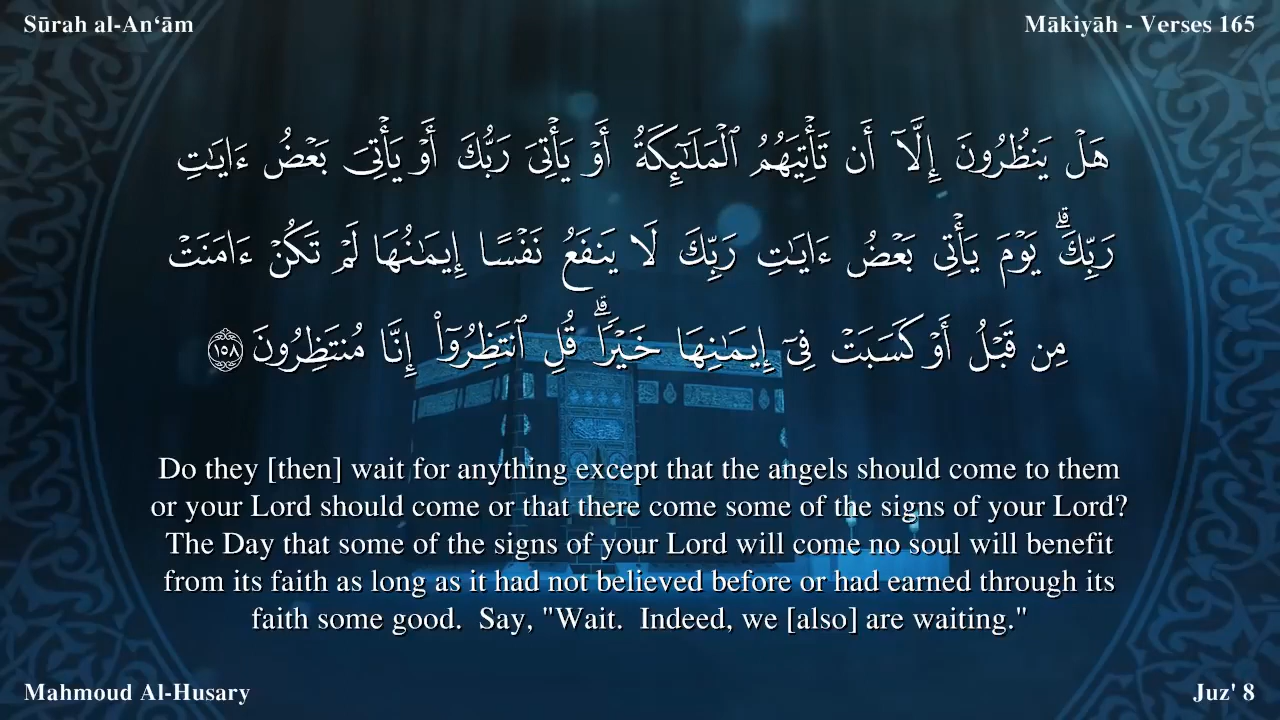 Sūrah al-An‘ām
Mākiyāh - Verses 165
هَلْ يَنظُرُونَ إِلَّآ أَن تَأْتِيَهُمُ ٱلْمَلَـٰٓئِكَةُ أَوْ يَأْتِىَ رَبُّكَ أَوْ يَأْتِىَ بَعْضُ ءَايَـٰتِ
رَبِّكَ ۗ يَوْمَ يَأْتِى بَعْضُ ءَايَـٰتِ رَبِّكَ لَا يَنفَعُ نَفْسًا إِيمَـٰنُهَا لَمْ تَكُنْ ءَامَنَتْ
مِن قَبْلُ أَوْ كَسَبَتْ فِىٓ إِيمَـٰنِهَا خَيْرًا ۗ قُلِ ٱنتَظِرُوٓا۟ إِنَّا مُنتَظِرُونَ ١٥٨
Do they [then] wait for anything except that the angels should come to them
or your Lord should come or that there come some of the signs of your Lord?
The Day that some of the signs of your Lord will come no soul will benefit
from its faith as long as it had not believed before or had earned through its
faith some good.  Say, "Wait.  Indeed, we [also] are waiting."
Mahmoud Al-Husary
Juz' 8